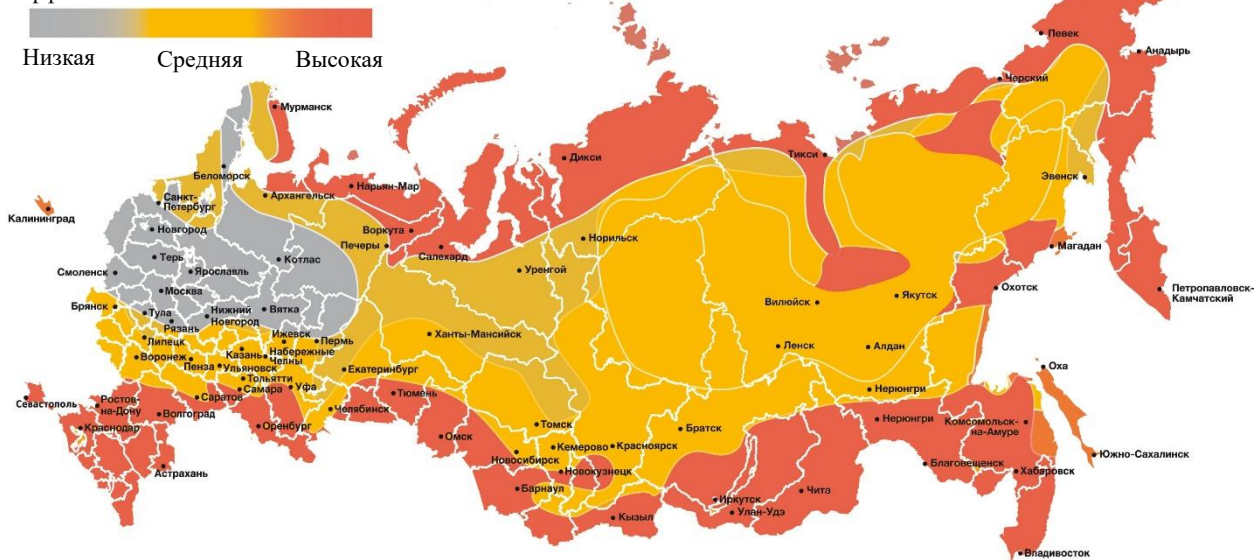 Низкая
Средняя
Высокая
Певек
Анадырь
Черский
Мурманск
Дикси
Тикси
Беломорск
Эвенск
Санкт-
Петербург
Архангельск
Нарьян-Мар
Калининград
Новгород
Воркута
Печеры
Салехард
Норильск
Магадан
Терь
Котлас
Смоленск
Ярославль
Уренгой
Москва
Вилюйск
Якутск
Охотск
Петропавловск-
Камчатский
Брянск
Тула
Нижний
Новгород
Вятка
Рязань
Липецк
Ижевск
Пермь
Ханты-Мансийск
Воронеж
Казань
Набережные
Челны
Ленск
Алдан
Пенза
Ульяновск
Екатеринбург
Тольятти
Самара
Уфа
Оха
Севастополь
Ростов-
на-Дону
Саратов
Тюмень
Нерюнгри
Волгоград
Челябинск
Краснодар
Оренбург
Томск
Братск
Нерюнгри
Комсомольск-
на-Амуре
Омск
Кемерово
Красноярск
Новосибирск
Южно-Сахалинск
Астрахань
Новокузнецк
Благовещенск
Хабаровск
Барнаул
Иркутск
Чита
Кызыл
Улан-Удэ
Владивосток